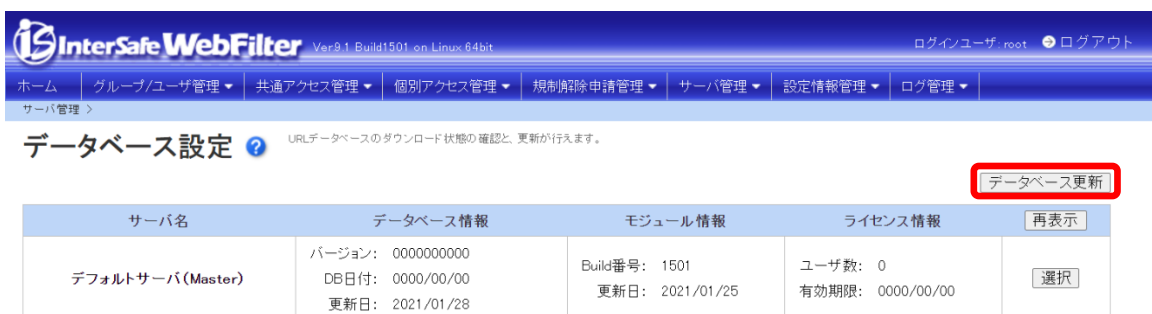 InterSafe WebFilter Ver9.1 Build1501 on Linux 64bit ログインユーザ: root ログアウト
ホーム グループ/ユーザ管理▼ 共通アクセス管理▼ 個別アクセス管理▼ 規制解除申請管理▼ サーバ管理▼ 設定情報管理▼ ログ管理▼
サーバ管理 >
データベース設定 ? URLデータベースのダウンロード状態の確認と、更新が行えます。
データベース更新
サーバ名 データベース情報 モジュール情報 ライセンス情報 再表示
バージョン: 0000000000
デフォルトサーバ(Master) DB日付: 0000/00/00 Build番号: 1501 ユーザ数: 0 選択
更新日: 2021/01/28 更新日: 2021/01/25 有効期限: 0000/00/00